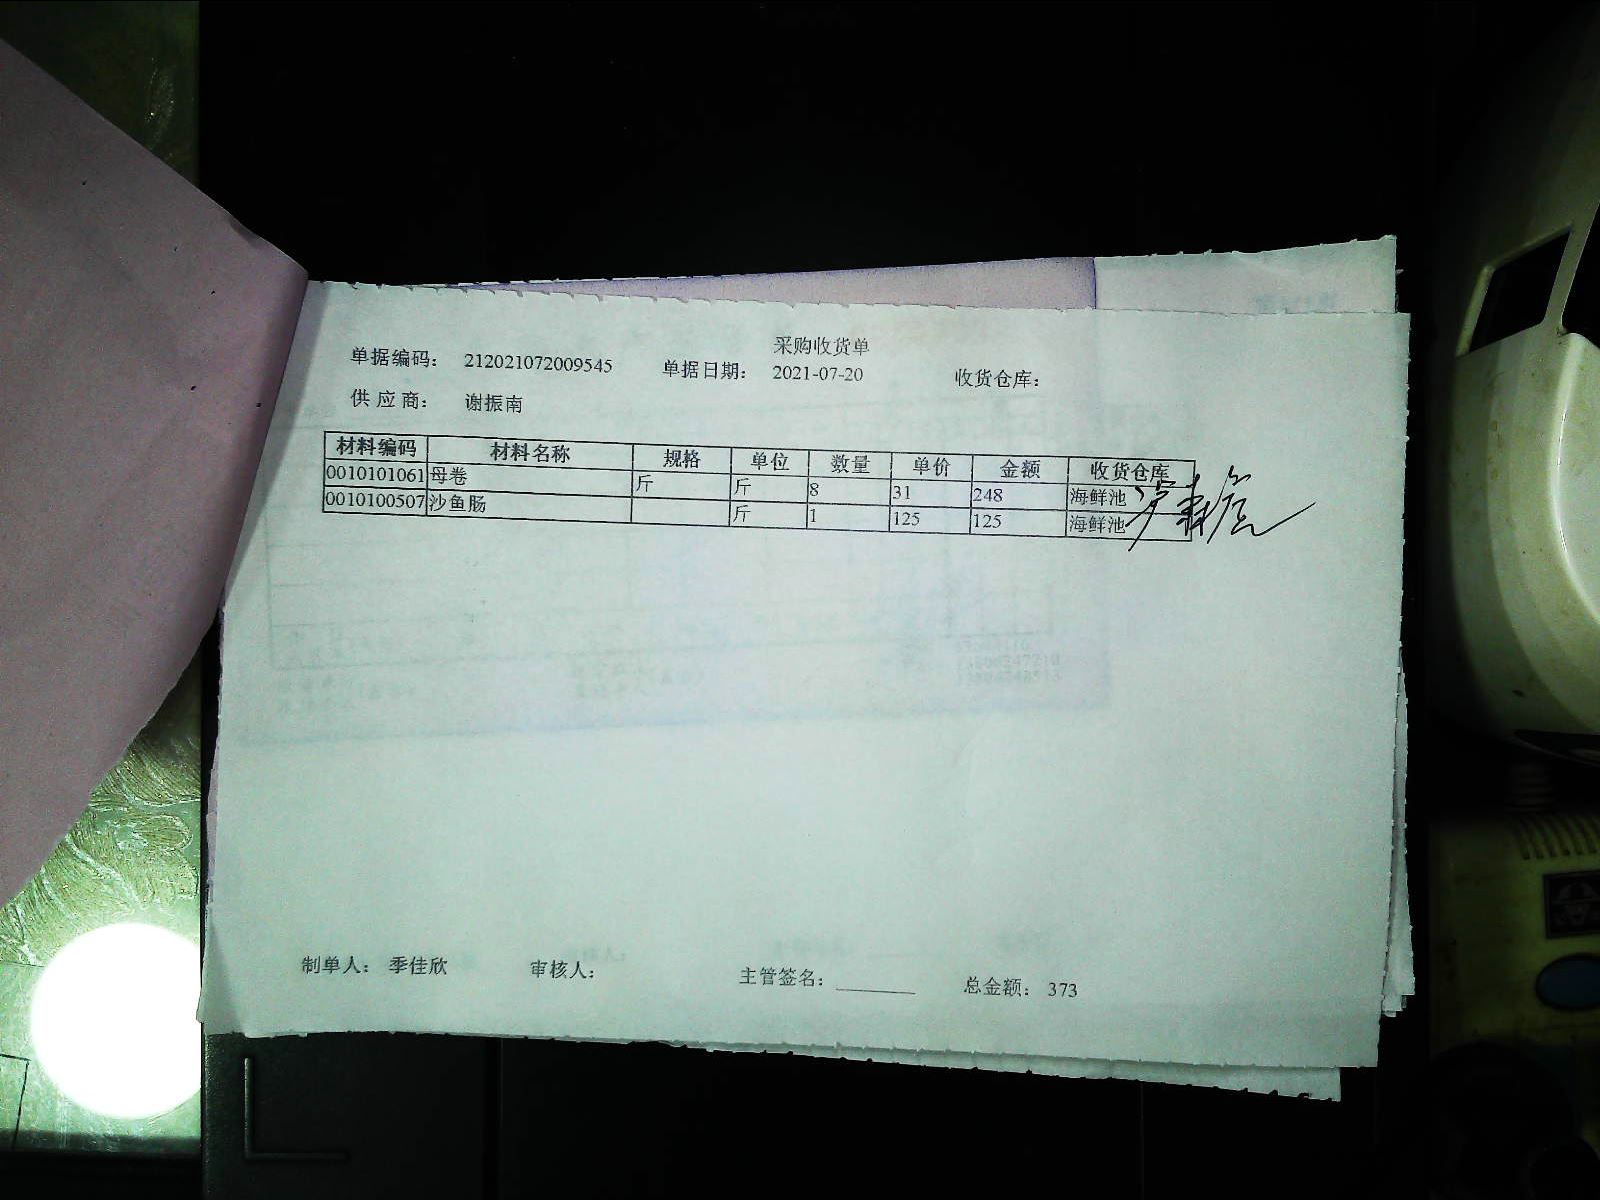 采购收货单
单据编码： 212021072009545 单据日期： 2021-07-20 收货仓库：
供 应 商： 谢振南
材料编码 材料名称 规格 单位 数量 单价 金额 收货仓库
0010101061 母卷 斤 斤 8 31 248 海鲜池
0010100507 沙鱼肠 斤 1 125 125 海鲜池
制单人： 季佳欣 审核人： 主管签名： 总金额： 373